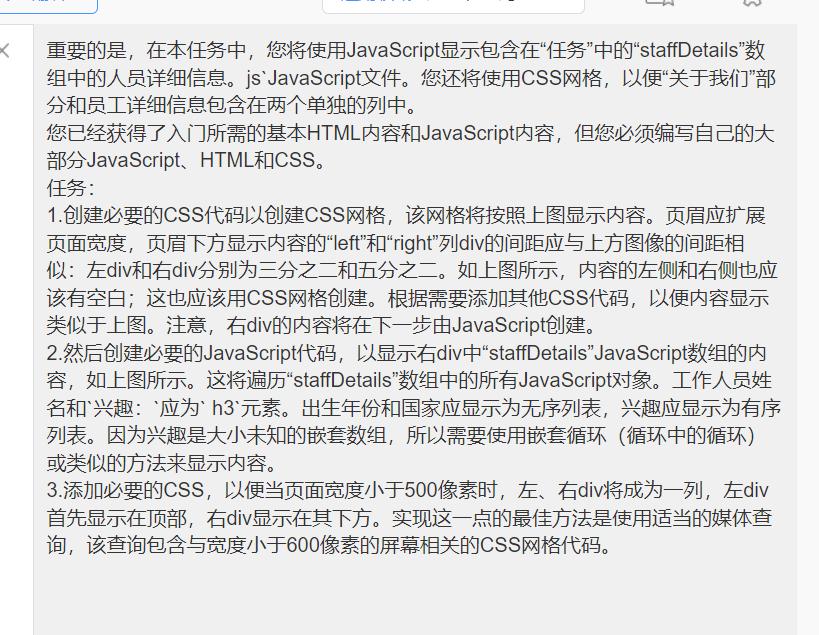 重要的是，在本任务中，您将使用JavaScript显示包含在“任务”中的“staffDetails”数
组中的人员详细信息。js`JavaScript文件。您还将使用CSS网格，以便“关于我们”部
分和员工详细信息包含在两个单独的列中。
您已经获得了入门所需的基本HTML内容和JavaScript内容，但您必须编写自己的大
部分JavaScript、HTML和CSS。
任务：
1.创建必要的CSS代码以创建CSS网格，该网格将按照上图显示内容。页眉应扩展
页面宽度，页眉下方显示内容的“left”和“right”列div的间距应与上方图像的间距相
似：左div和右div分别为三分之二和五分之二。如上图所示，内容的左侧和右侧也应
该有空白；这也应该用CSS网格创建。根据需要添加其他CSS代码，以便内容显示
类似于上图。注意，右div的内容将在下一步由JavaScript创建。
2.然后创建必要的JavaScript代码，以显示右div中“staffDetails”JavaScript数组的内
容，如上图所示。这将遍历“staffDetails”数组中的所有JavaScript对象。工作人员姓
名和`兴趣：`应为` h3`元素。出生年份和国家应显示为无序列表，兴趣应显示为有序
列表。因为兴趣是大小未知的嵌套数组，所以需要使用嵌套循环（循环中的循环）
或类似的方法来显示内容。
3.添加必要的CSS，以便当页面宽度小于500像素时，左、右div将成为一列，左div
首先显示在顶部，右div显示在其下方。实现这一点的最佳方法是使用适当的媒体查
询，该查询包含与宽度小于600像素的屏幕相关的CSS网格代码。